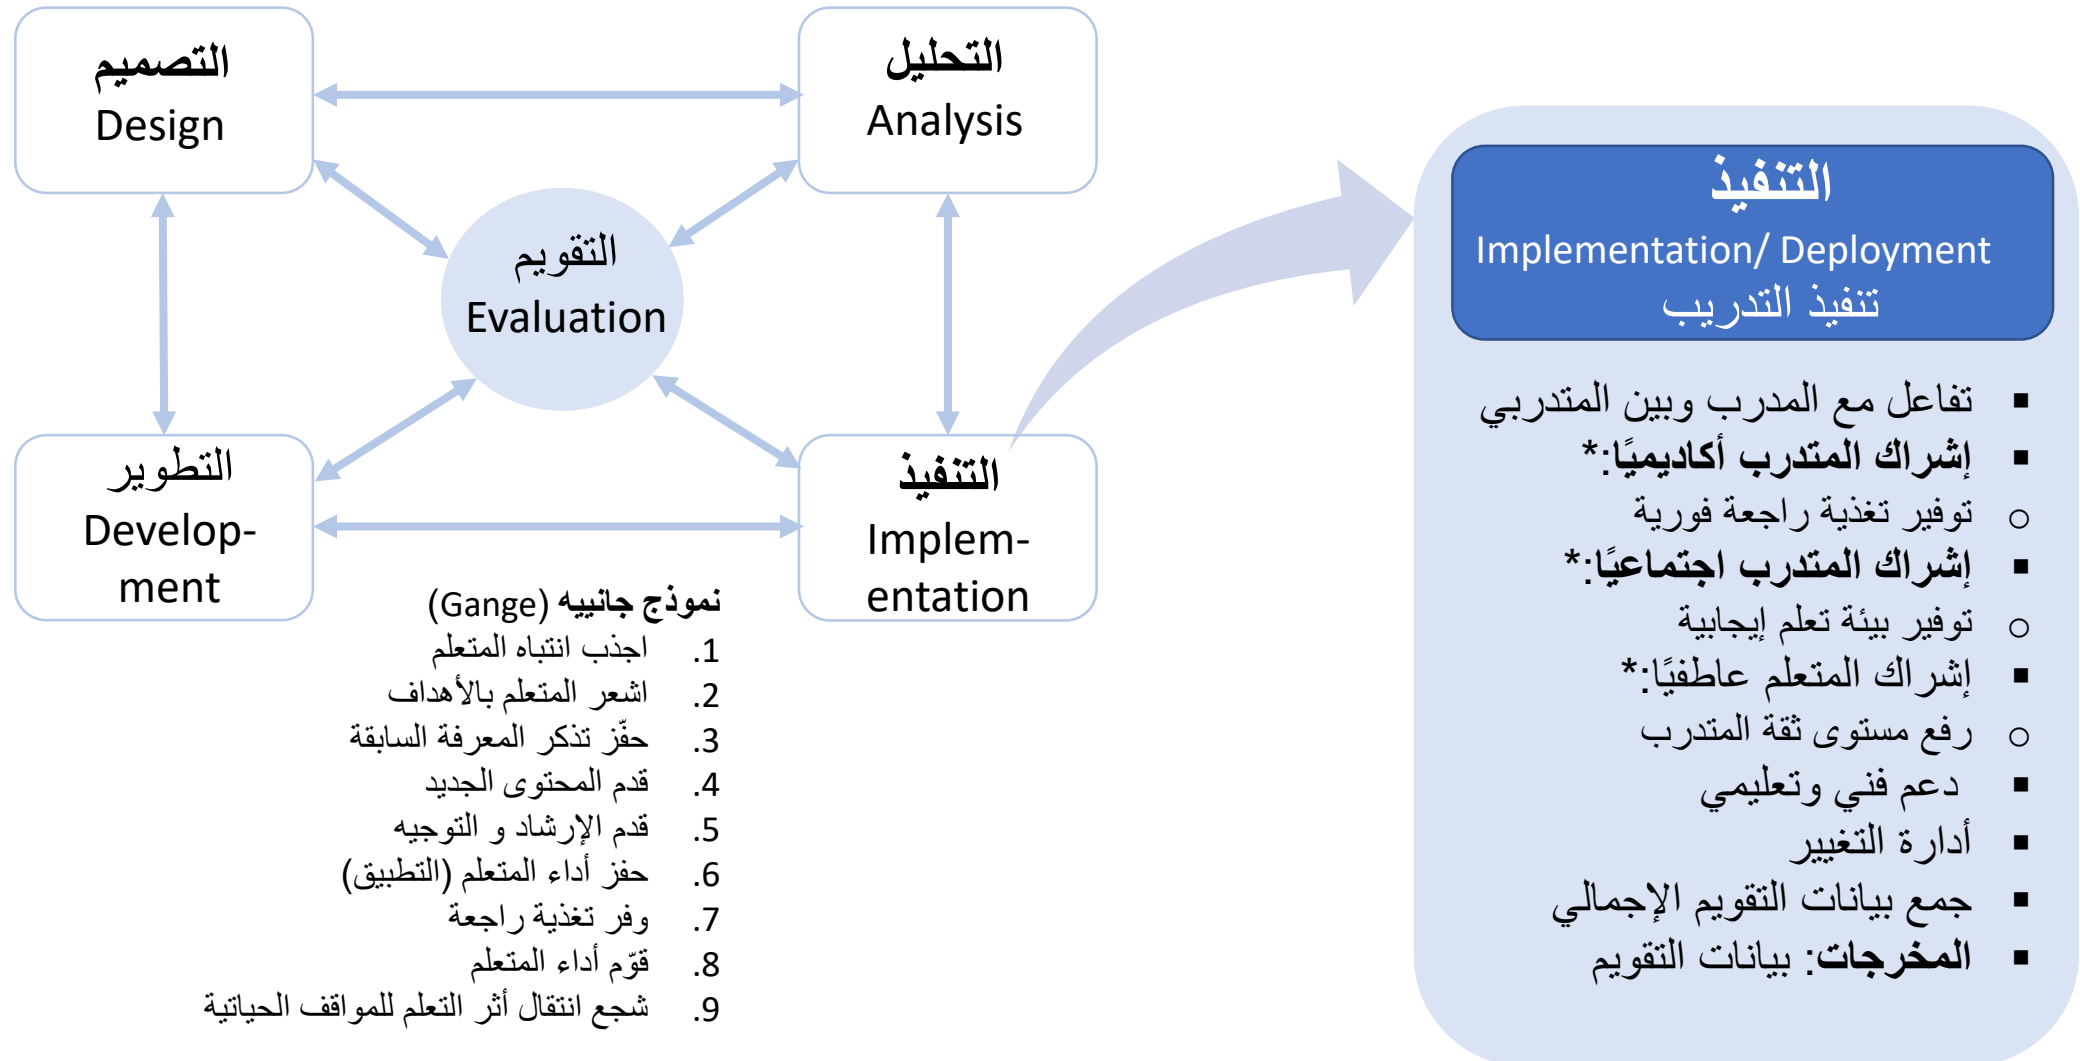 التحليل
Analysis
التصميم
Design
التقويم
Evaluation
التنفيذ
Implem-
entation
التطوير
Develop-
ment
نموذج جانييه (Gange)
1. اجذب انتباه المتعلم
2. اشعر المتعلم بالأهداف
3. حفّز تذكر المعرفة السابقة
4. قدم المحتوى الجديد
5. قدم الإرشاد و التوجيه
6. حفز أداء المتعلم (التطبيق)
7. وفر تغذية راجعة
8. قوّم أداء المتعلم
9. شجع انتقال أثر التعلم للمواقف الحياتية
التنفيذ
Implementation/ Deployment
تنفيذ التدريب
▪ تفاعل مع المدرب وبين المتدربي
▪ إشراك المتدرب أكاديميًا:*
o توفير تغذية راجعة فورية
▪ إشراك المتدرب اجتماعيًا:*
o توفير بيئة تعلم إيجابية
▪ إشراك المتعلم عاطفيًا:*
o رفع مستوى ثقة المتدرب
▪ دعم فني وتعليمي
▪ أدارة التغيير
▪ جمع بيانات التقويم الإجمالي
▪ المخرجات: بيانات التقويم